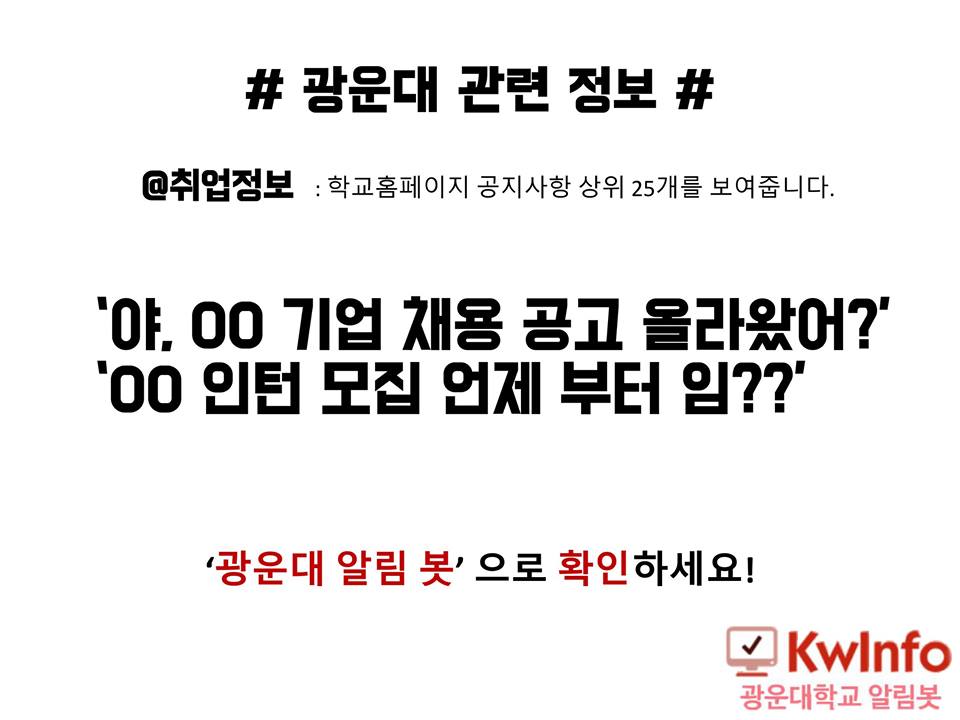 # 광운대 관련 정보 #
@취업정보 : 학교홈페이지 공지사항 상위 25개를 보여줍니다.
‘야, OO 기업 채용 공고 올라왔어?’
‘OO 인턴 모집 언제 부터 임??’
‘광운대 알림 봇’ 으로 확인하세요!
KwInfo
광운대학교 알림봇